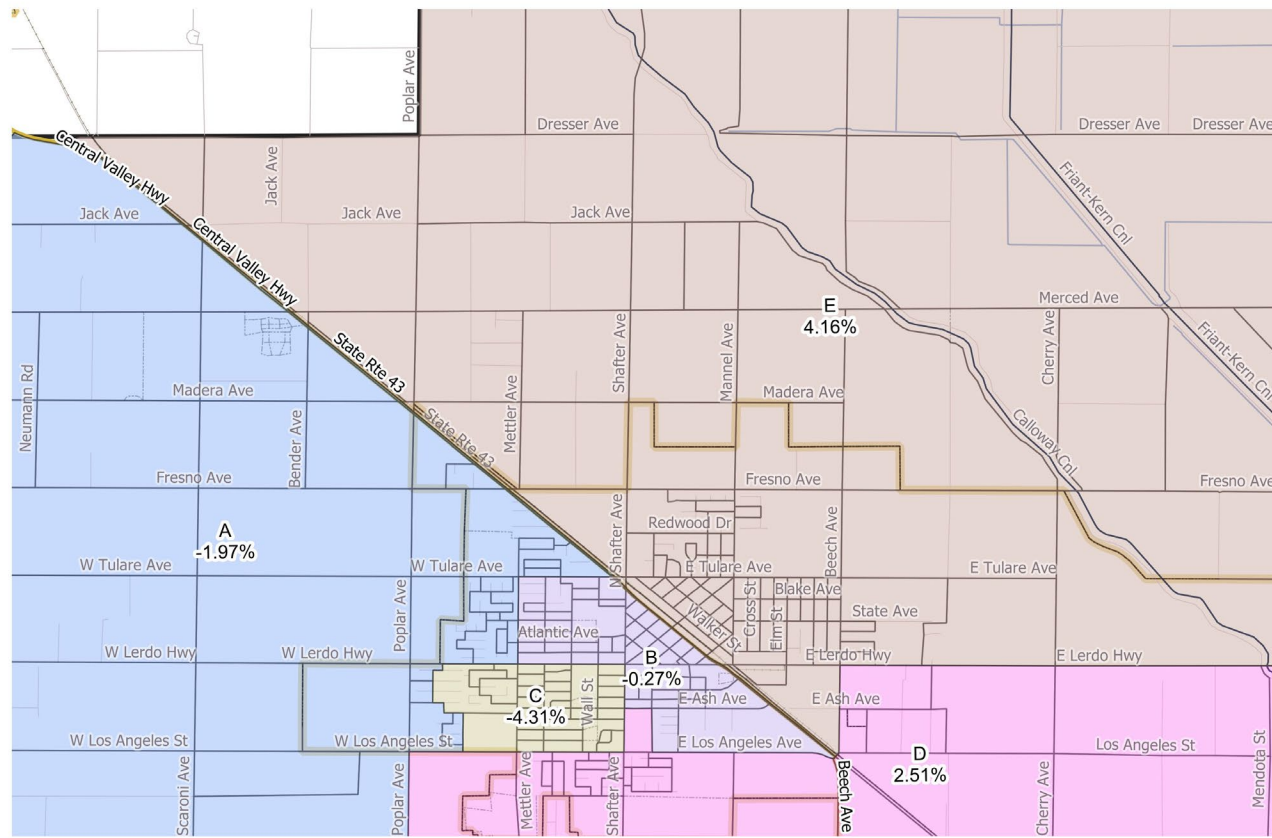 Poplar Ave
Dresser Ave
Dresser Ave
Dresser Ave
Central Valley Hwy
Jack Ave
Friant-Kern Cnl
Jack Ave
Jack Ave
Jack Ave
Central Valley Hwy
Merced Ave
E
4.16%
State Rte 43
Shafter Ave
Mannel Ave
Cherry Ave
Friant-Kern Cnl
Neumann Rd
Madera Ave
Mettler Ave
Madera Ave
Bender Ave
State Rte 43
Calloway Cnl
Fresno Ave
Fresno Ave
Fresno Ave
N Shafter Ave
Redwood Dr
Beech Ave
A
-1.97%
W Tulare Ave
W Tulare Ave
E Tulare Ave
E Tulare Ave
Poplar Ave
Cross St
Elm St
Blake Ave
State Ave
Walker St
Atlantic Ave
W Lerdo Hwy
W Lerdo Hwy
B
-0.27%
E Lerdo Hwy
E Lerdo Hwy
C
-4.31%
Wall St
E Ash Ave
E Ash Ave
W Los Angeles St
W Los Angeles St
E Los Angeles Ave
Los Angeles St
D
2.51%
Scaroni Ave
Poplar Ave
Mettler Ave
Shafter Ave
Beech Ave
Cherry Ave
Mendota St